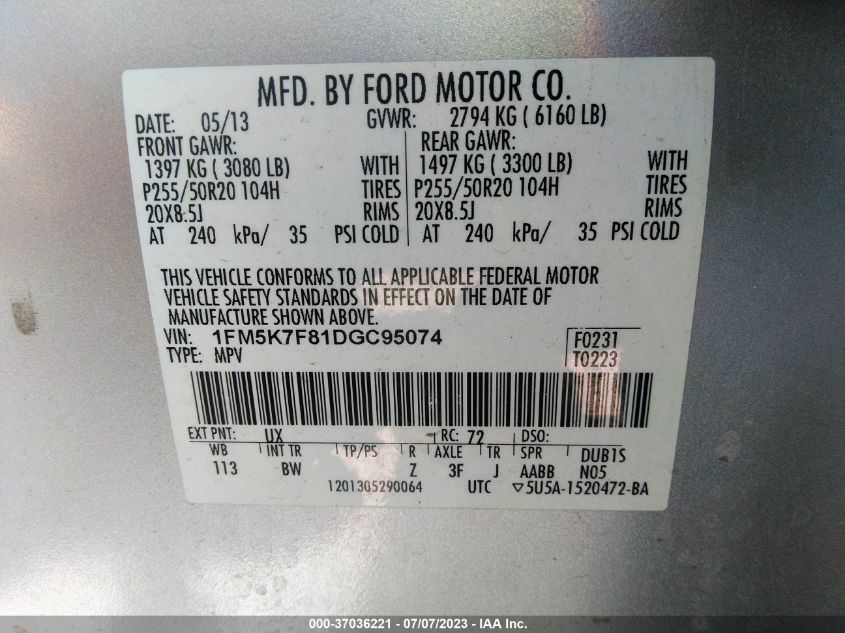 MFD. BY FORD MOTOR CO.
DATE: 05/13 GVWR: 2794 KG ( 6160 LB)
FRONT GAWR: REAR GAWR:
1397 KG ( 3080 LB) WITH 1497 KG ( 3300 LB) WITH
P255/50R20 104H TIRES P255/50R20 104H TIRES
20X8.5J RIMS 20X8.5J RIMS
AT 240 kPa/ 35 PSI COLD AT 240 kPa/ 35 PSI COLD
THIS VEHICLE CONFORMS TO ALL APPLICABLE FEDERAL MOTOR
VEHICLE SAFETY STANDARDS IN EFFECT ON THE DATE OF
MANUFACTURE SHOWN ABOVE.
VIN: 1FM5K7F81DGC95074 F0231
TYPE: MPV T0223
EXT PNT: UX RC: 72 DSO:
WB INT TR TP/PS R AXLE TR SPR DUB1S
113 BW Z 3F J AABB N05
1201305290064 UTC ▽5U5A-1520472-BA
000-37036221 - 07/07/2023 - IAA Inc.